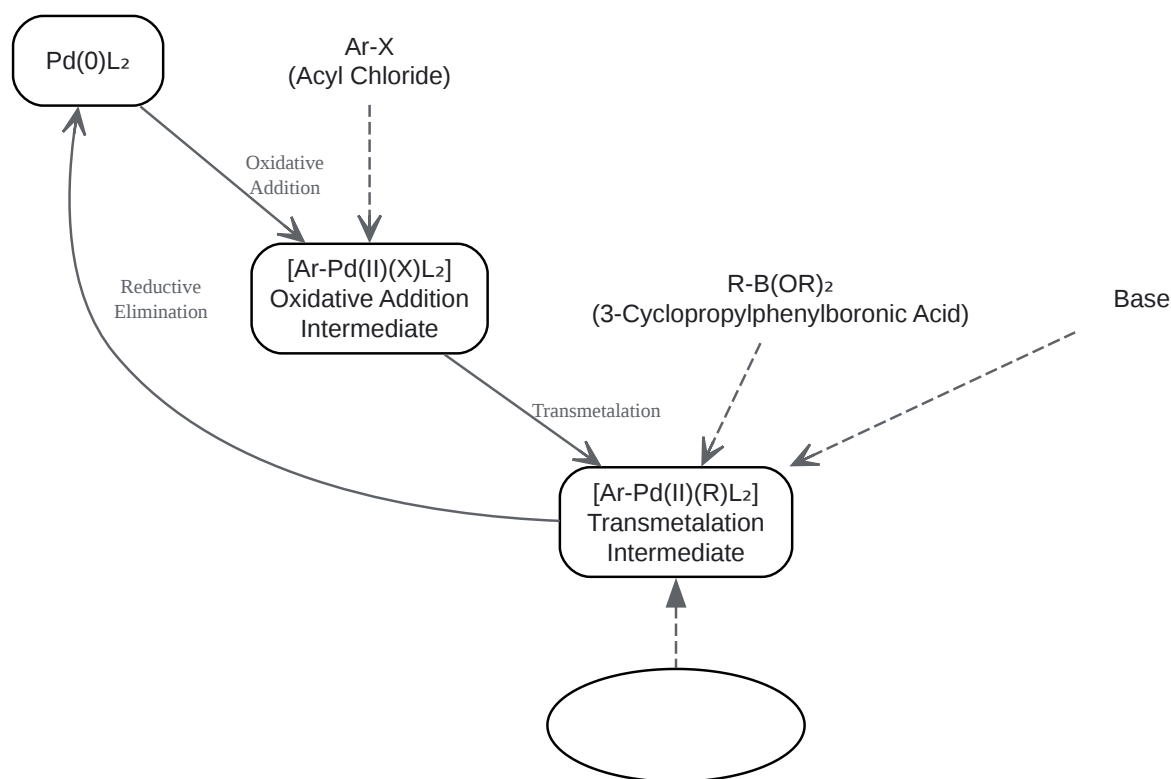 Pd(0)L₂
Ar-X
(Acyl Chloride)
Oxidative
Addition
[Ar-Pd(II)(X)L₂]
Oxidative Addition
Intermediate
Reductive
Elimination
R-B(OR)₂
(3-Cyclopropylphenylboronic Acid)
Base
Transmetalation
[Ar-Pd(II)(R)L₂]
Transmetalation
Intermediate